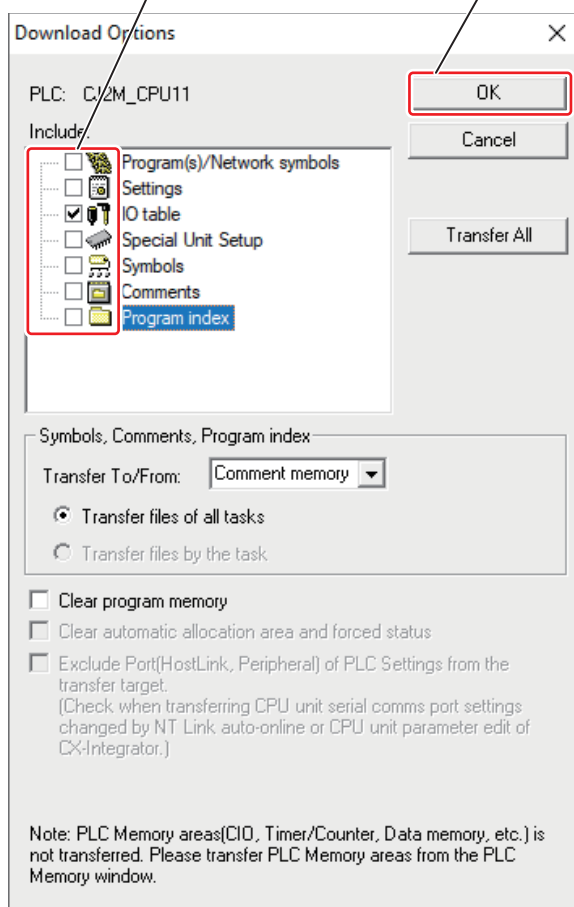 Download Options
PLC: CJ2M_CPU11
OK
Include:
Cancel
Program(s)/Network symbols
Settings
IO table
Special Unit Setup
Transfer All
Symbols
Comments
Program index
Symbols, Comments, Program index
Transfer To/From: Comment memory
Transfer files of all tasks
Transfer files by the task
Clear program memory
Clear automatic allocation area and forced status
Exclude Port(HostLink, Peripheral) of PLC Settings from the
transfer target.
(Check when transferring CPU unit serial comms port settings
changed by NT Link auto-online or CPU unit parameter edit of
CX-Integrator.)
Note: PLC Memory areas(CIO, Timer/Counter, Data memory, etc.) is
not transferred. Please transfer PLC Memory areas from the PLC
Memory window.